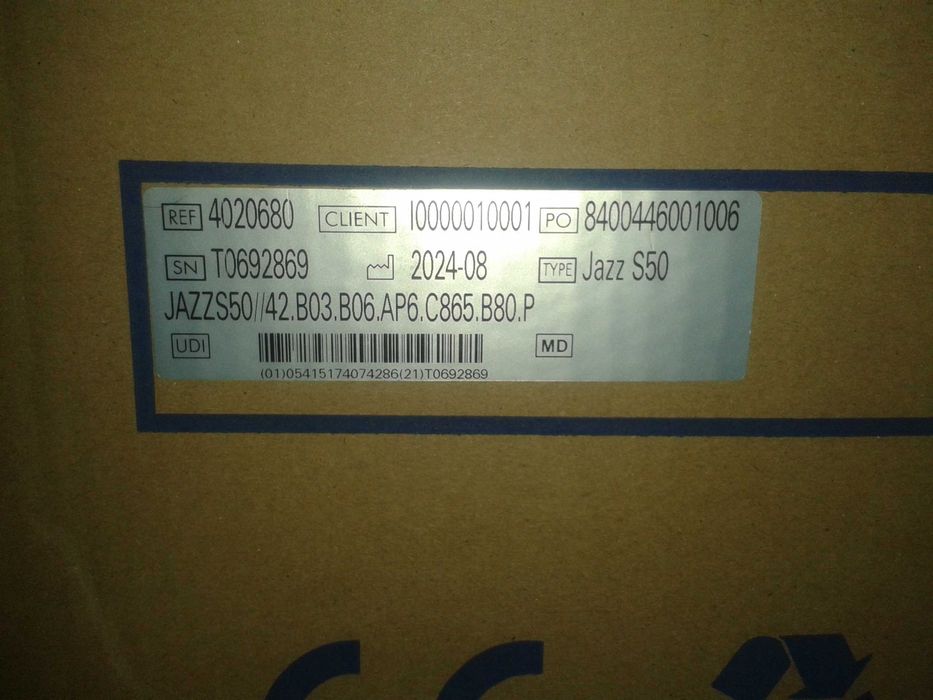 REF 4020680 CLIENT I0000010001 PO 8400446001006
SN T0692869 2024-08 TYPE Jazz S50
JAZZS50//42.B03.B06.AP6.C865.B80.P
UDI MD
(01)05415174074286(21)T0692869